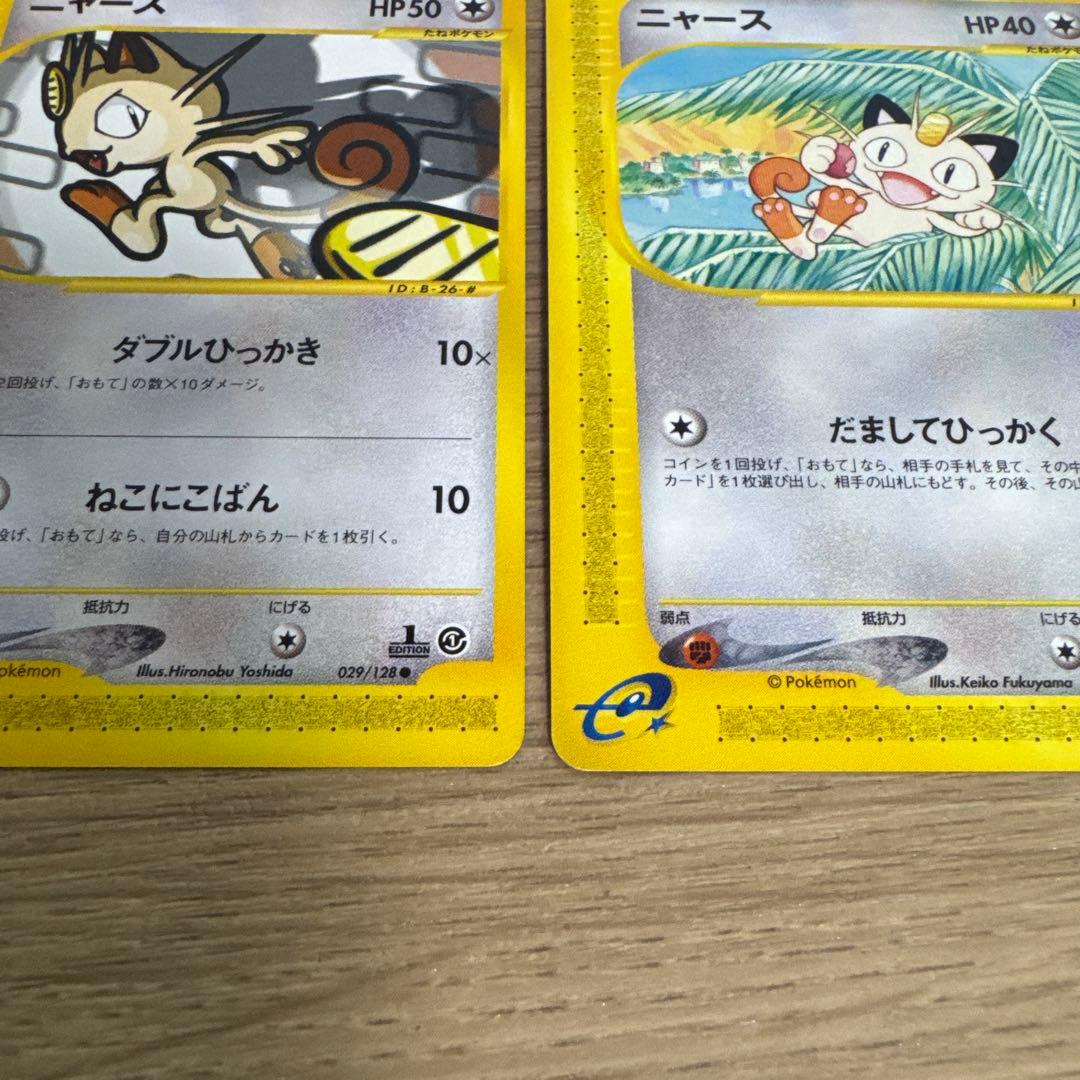 ニャース HP50
たねポケモン
ID:B-26-#
ダブルひっかき 10×
2回投げ、「おもて」の数×10ダメージ。
ねこにこばん 10
投げ、「おもて」なら、自分の山札からカードを1枚引く。
抵抗力 にげる
1
EDITION
okémon Illus.Hironobu Yoshida 029/128●
ニャース HP40
たねポケモ
だましてひっかく
コインを1回投げ、「おもて」なら、相手の手札を見て、その
カード」を1枚選び出し、相手の山札にもどす。その後、その山
弱点 抵抗力 にげる
© Pokémon Illus.Keiko Fukuyama
e